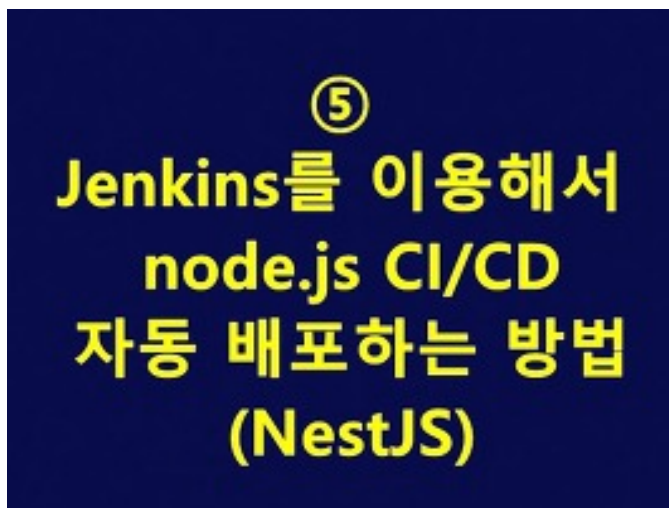 ⑤
Jenkins를 이용해서
node.js CI/CD
자동 배포하는 방법
(NestJS)